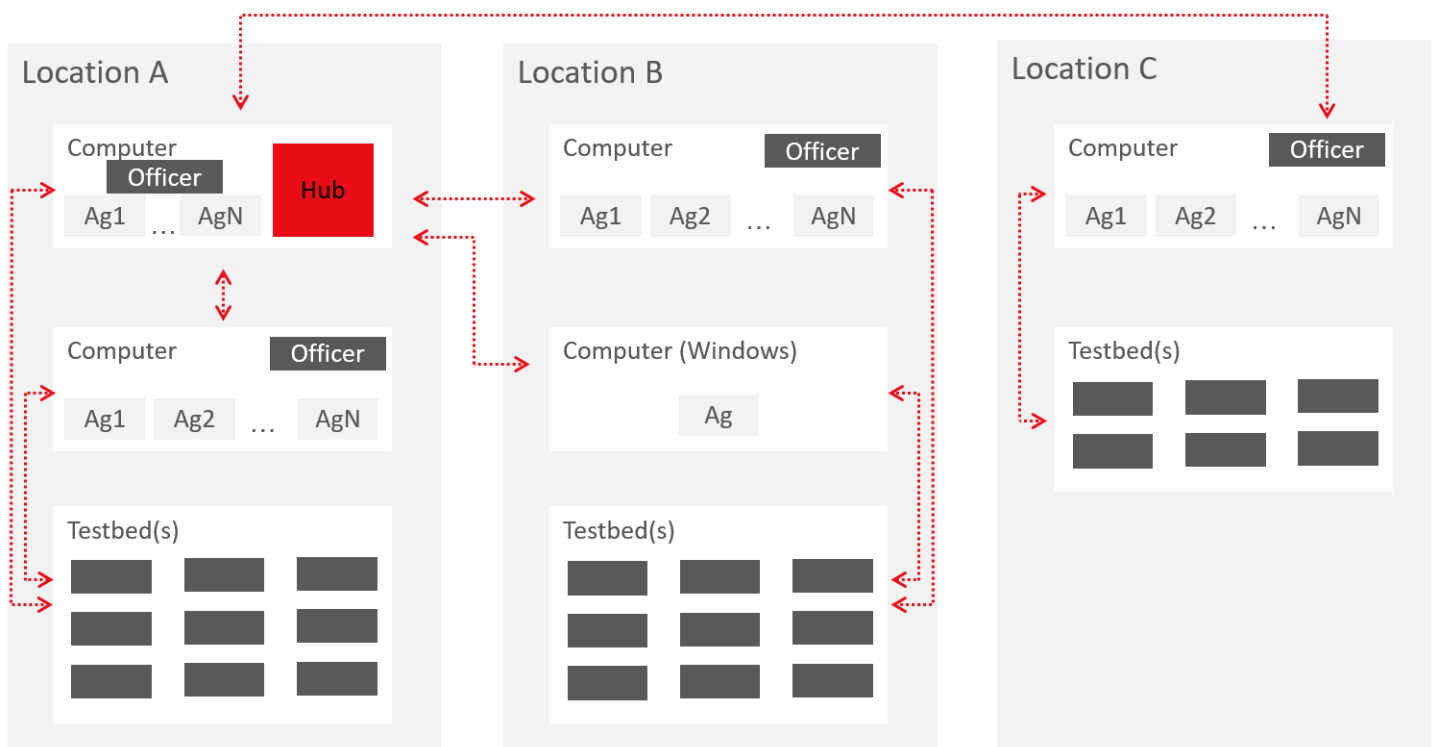 Location A
Computer
Officer
Hub
Ag1 ... AgN
Computer
Officer
Ag1 Ag2 ... AgN
Testbed(s)
Location B
Computer
Officer
Ag1 Ag2 ... AgN
Computer (Windows)
Ag
Testbed(s)
Location C
Computer
Officer
Ag1 Ag2 ... AgN
Testbed(s)